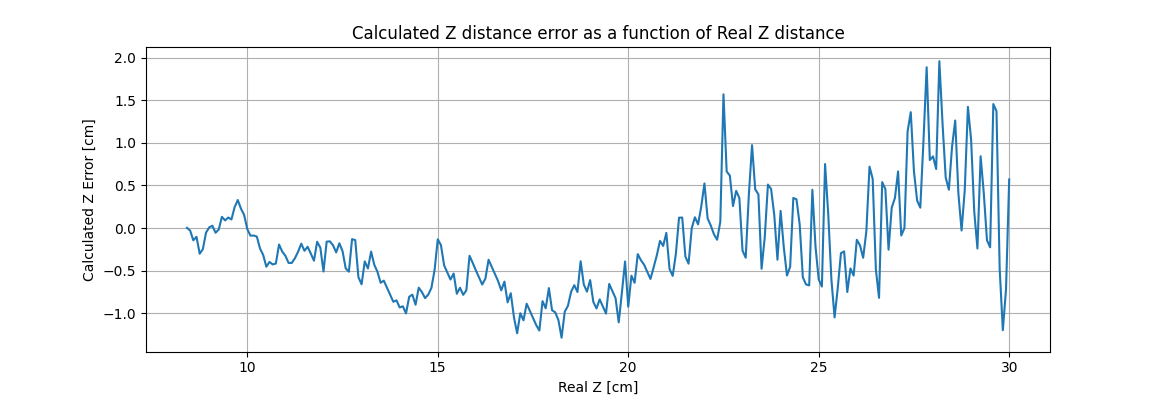 Calculated Z distance error as a function of Real Z distance
Calculated Z Error [cm]
2.0
1.5
1.0
0.5
0.0
−0.5
−1.0
10 15 20 25 30
Real Z [cm]